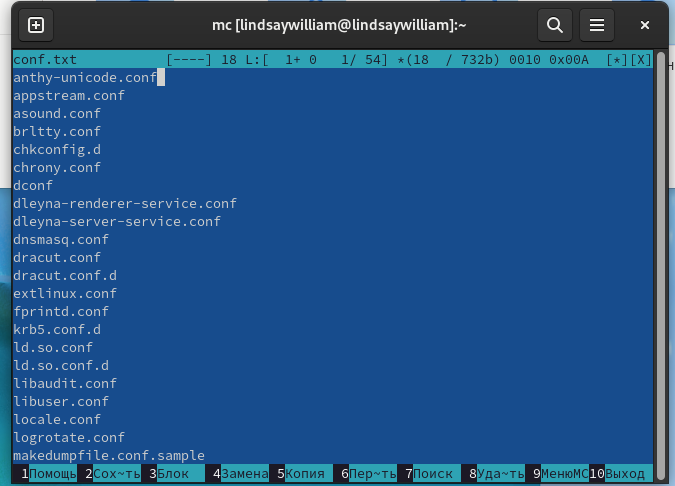 mc [lindsaywilliam@lindsaywilliam]:~
conf.txt [----] 18 L:[ 1+ 0 1/ 54] *(18 / 732b) 0010 0x00A [*][X]
anthy-unicode.conf
appstream.conf
asound.conf
brltty.conf
chkconfig.d
chrony.conf
dconf
dleyna-renderer-service.conf
dleyna-server-service.conf
dnsmasq.conf
dracut.conf
dracut.conf.d
extlinux.conf
fprintd.conf
krb5.conf.d
ld.so.conf
ld.so.conf.d
libaudit.conf
libuser.conf
locale.conf
logrotate.conf
makedumpfile.conf.sample
1Помощь 2Сох~ть 3Блок 4Замена 5Копия 6Пер~ть 7Поиск 8Уда~ть 9МенюMC 10Выход